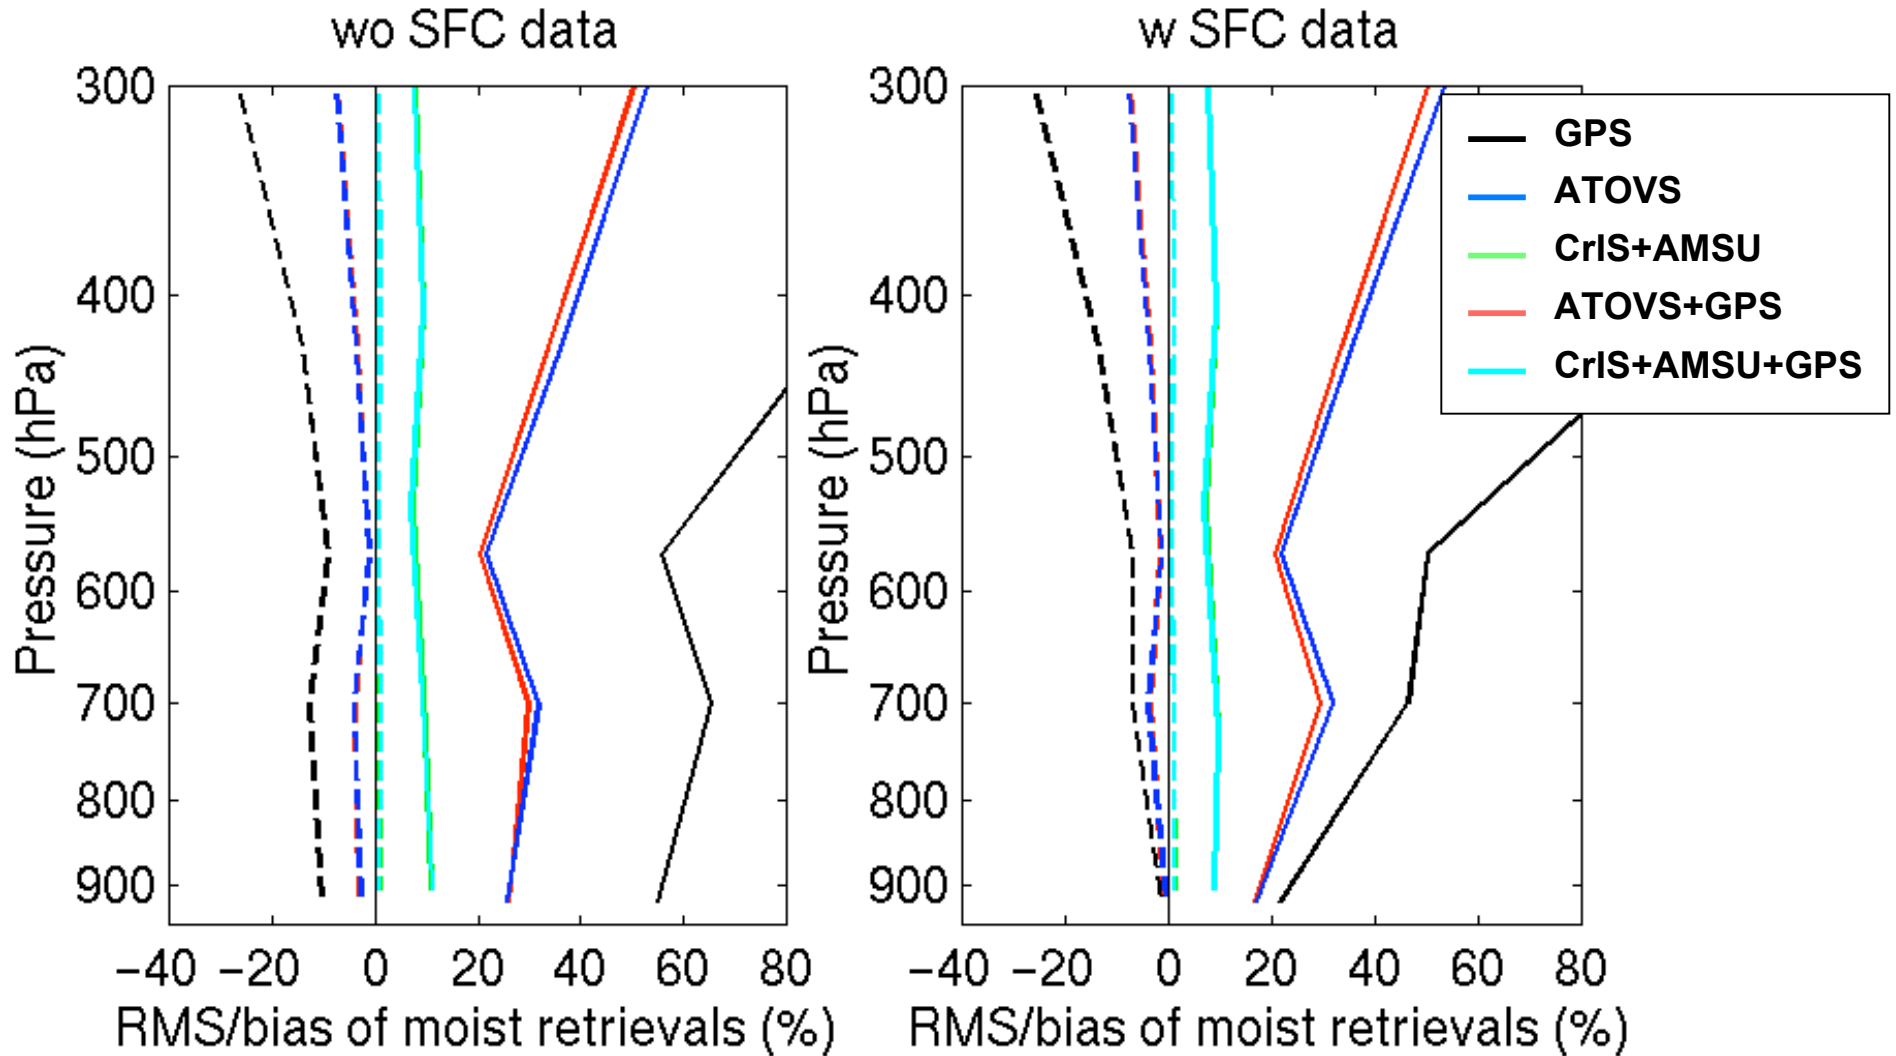 wo SFC data
300
400
500
600
700
800
900
Pressure (hPa)
−40 −20 0 20 40 60 80
RMS/bias of moist retrievals (%)
w SFC data
300
400
500
600
700
800
900
Pressure (hPa)
−40 −20 0 20 40 60 80
RMS/bias of moist retrievals (%)
GPS
ATOVS
CrIS+AMSU
ATOVS+GPS
CrIS+AMSU+GPS